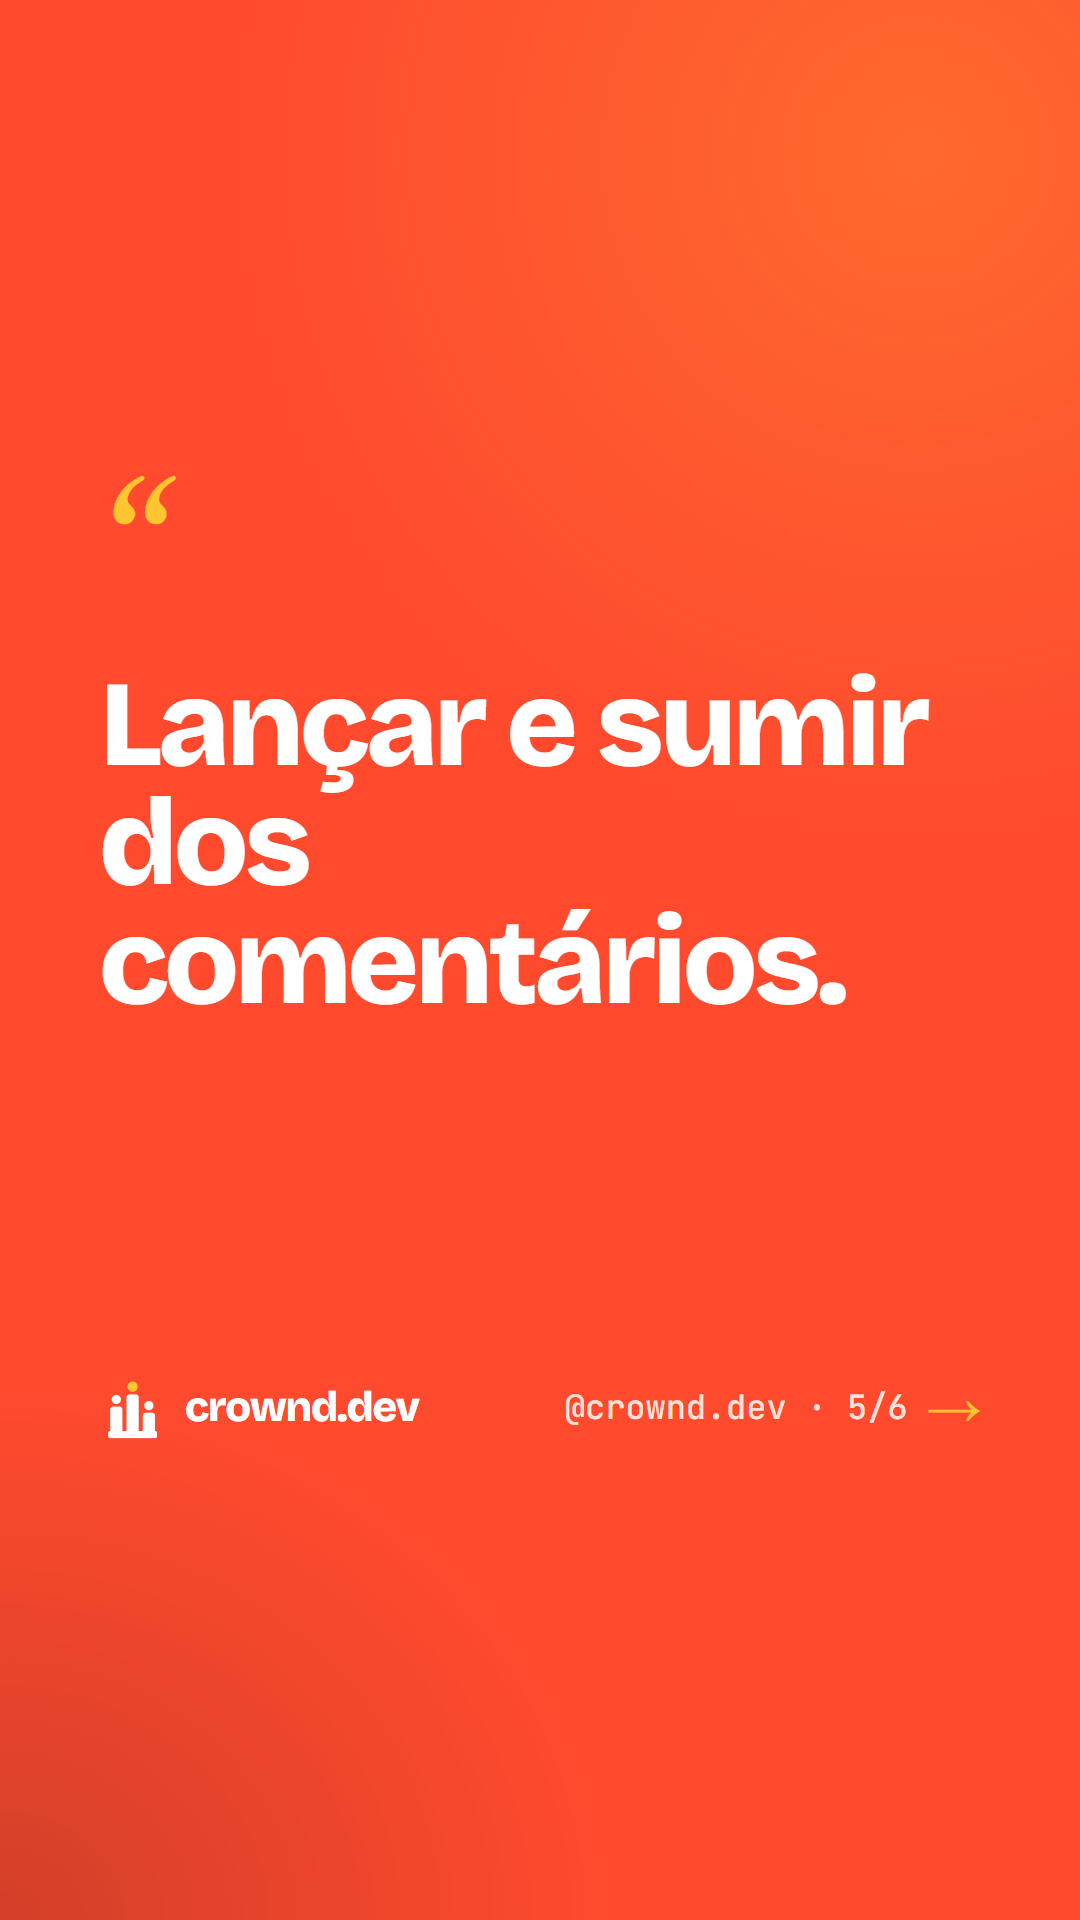 “
Lançar e sumir
dos
comentários.
crownd.dev
@crownd.dev · 5/6 →